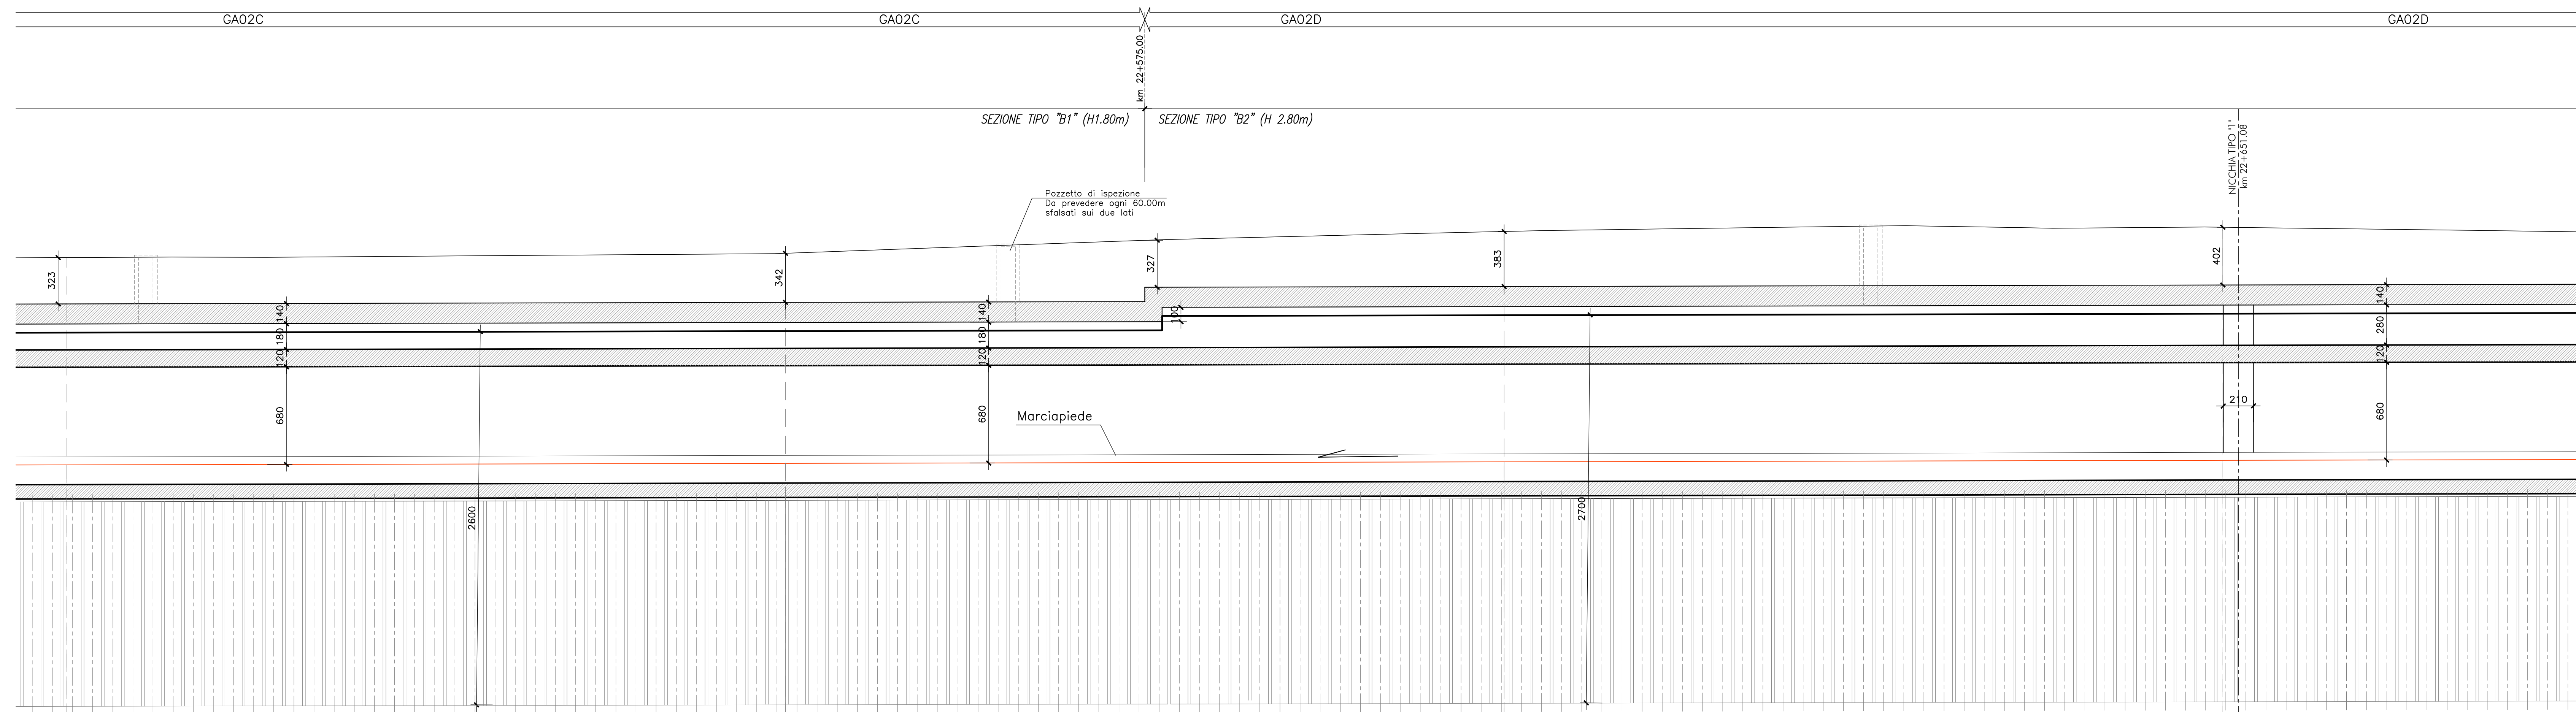 GA02C
GA02C
GA02D
GA02D
km 22+575.00
SEZIONE TIPO "B1" (H1.80m)
SEZIONE TIPO "B2" (H 2.80m)
NICCHIA TIPO "1"
km 22+651.08
Pozzetto di ispezione
Da prevedere ogni 60.00m
sfalsati sui due lati
323
342
327
383
402
140
180
120
680
140
180
120
680
100
140
280
120
680
210
Marciapiede
2600
2700